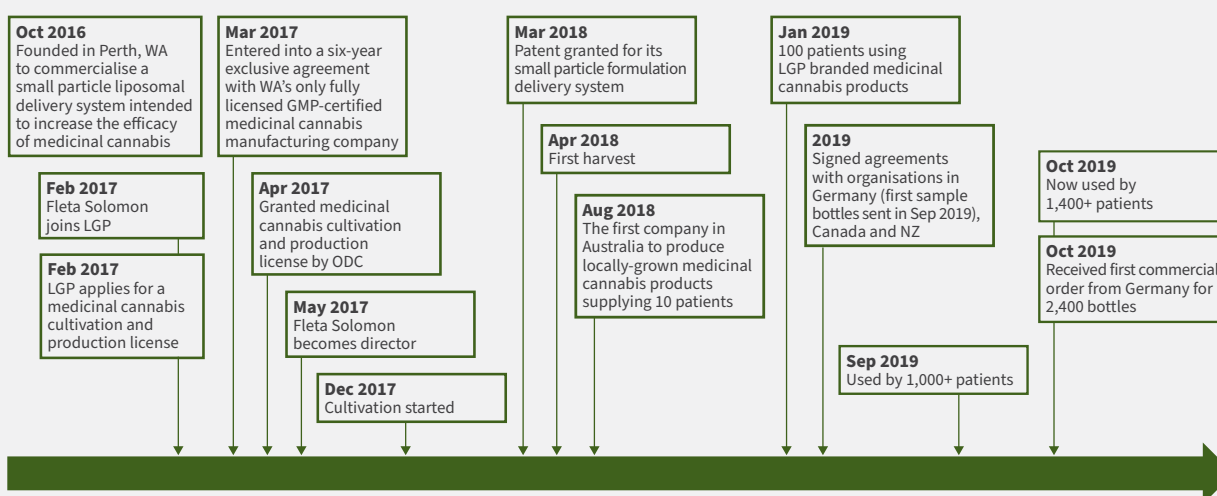 Oct 2016
Founded in Perth, WA
to commercialise a
small particle liposomal
delivery system intended
to increase the efficacy
of medicinal cannabis
Feb 2017
Fleta Solomon
joins LGP
Feb 2017
LGP applies for a
medicinal cannabis
cultivation and
production license
Mar 2017
Entered into a six-year
exclusive agreement
with WA’s only fully
licensed GMP-certified
medicinal cannabis
manufacturing company
Apr 2017
Granted medicinal
cannabis cultivation
and production
license by ODC
May 2017
Fleta Solomon
becomes director
Dec 2017
Cultivation started
Mar 2018
Patent granted for its
small particle formulation
delivery system
Apr 2018
First harvest
Aug 2018
The first company in
Australia to produce
locally-grown medicinal
cannabis products
supplying 10 patients
Jan 2019
100 patients using
LGP branded medicinal
cannabis products
2019
Signed agreements
with organisations in
Germany (first sample
bottles sent in Sep 2019),
Canada and NZ
Sep 2019
Used by 1,000+ patients
Oct 2019
Now used by
1,400+ patients
Oct 2019
Received first commercial
order from Germany for
2,400 bottles